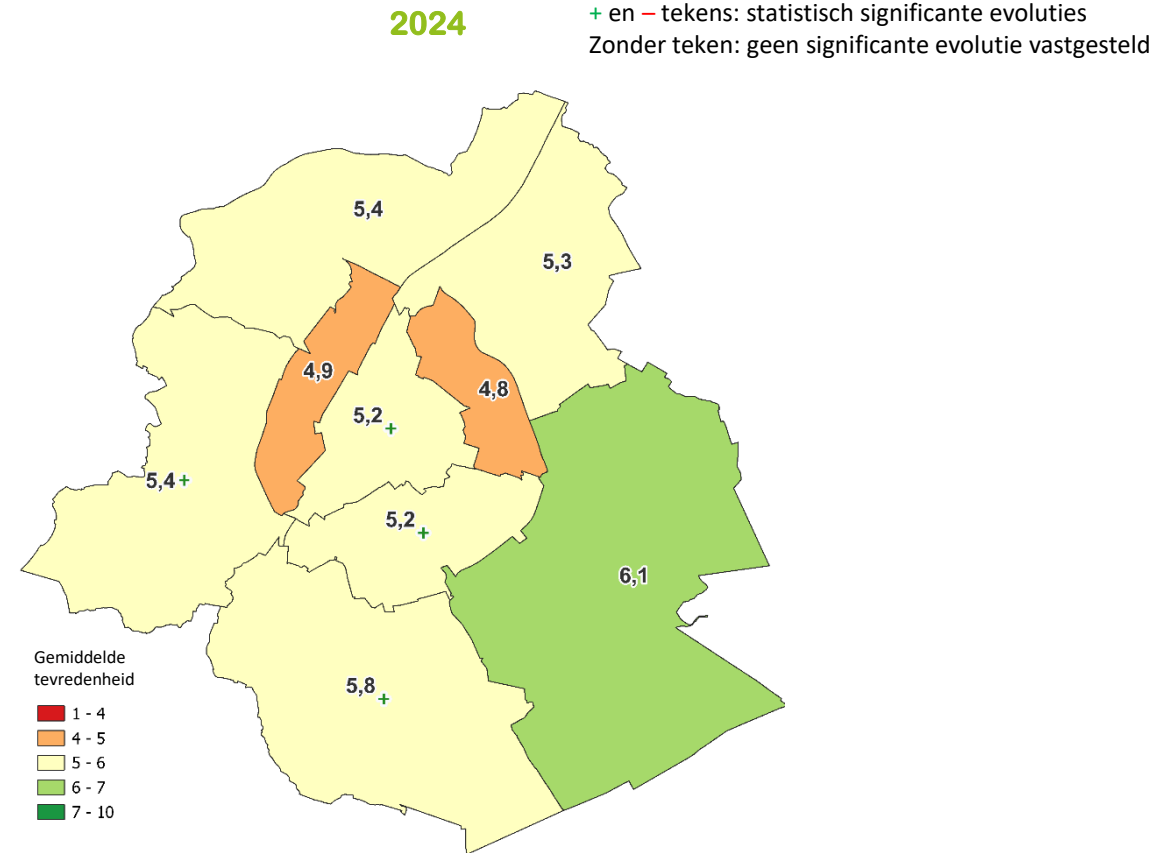 2024
+ en – tekens: statistisch significante evoluties
Zonder teken: geen significante evolutie vastgesteld
5,4
5,3
4,9
4,8
5,2 +
5,4 +
5,2 +
6,1
5,8 +
Gemiddelde
tevredenheid
1 - 4
4 - 5
5 - 6
6 - 7
7 - 10